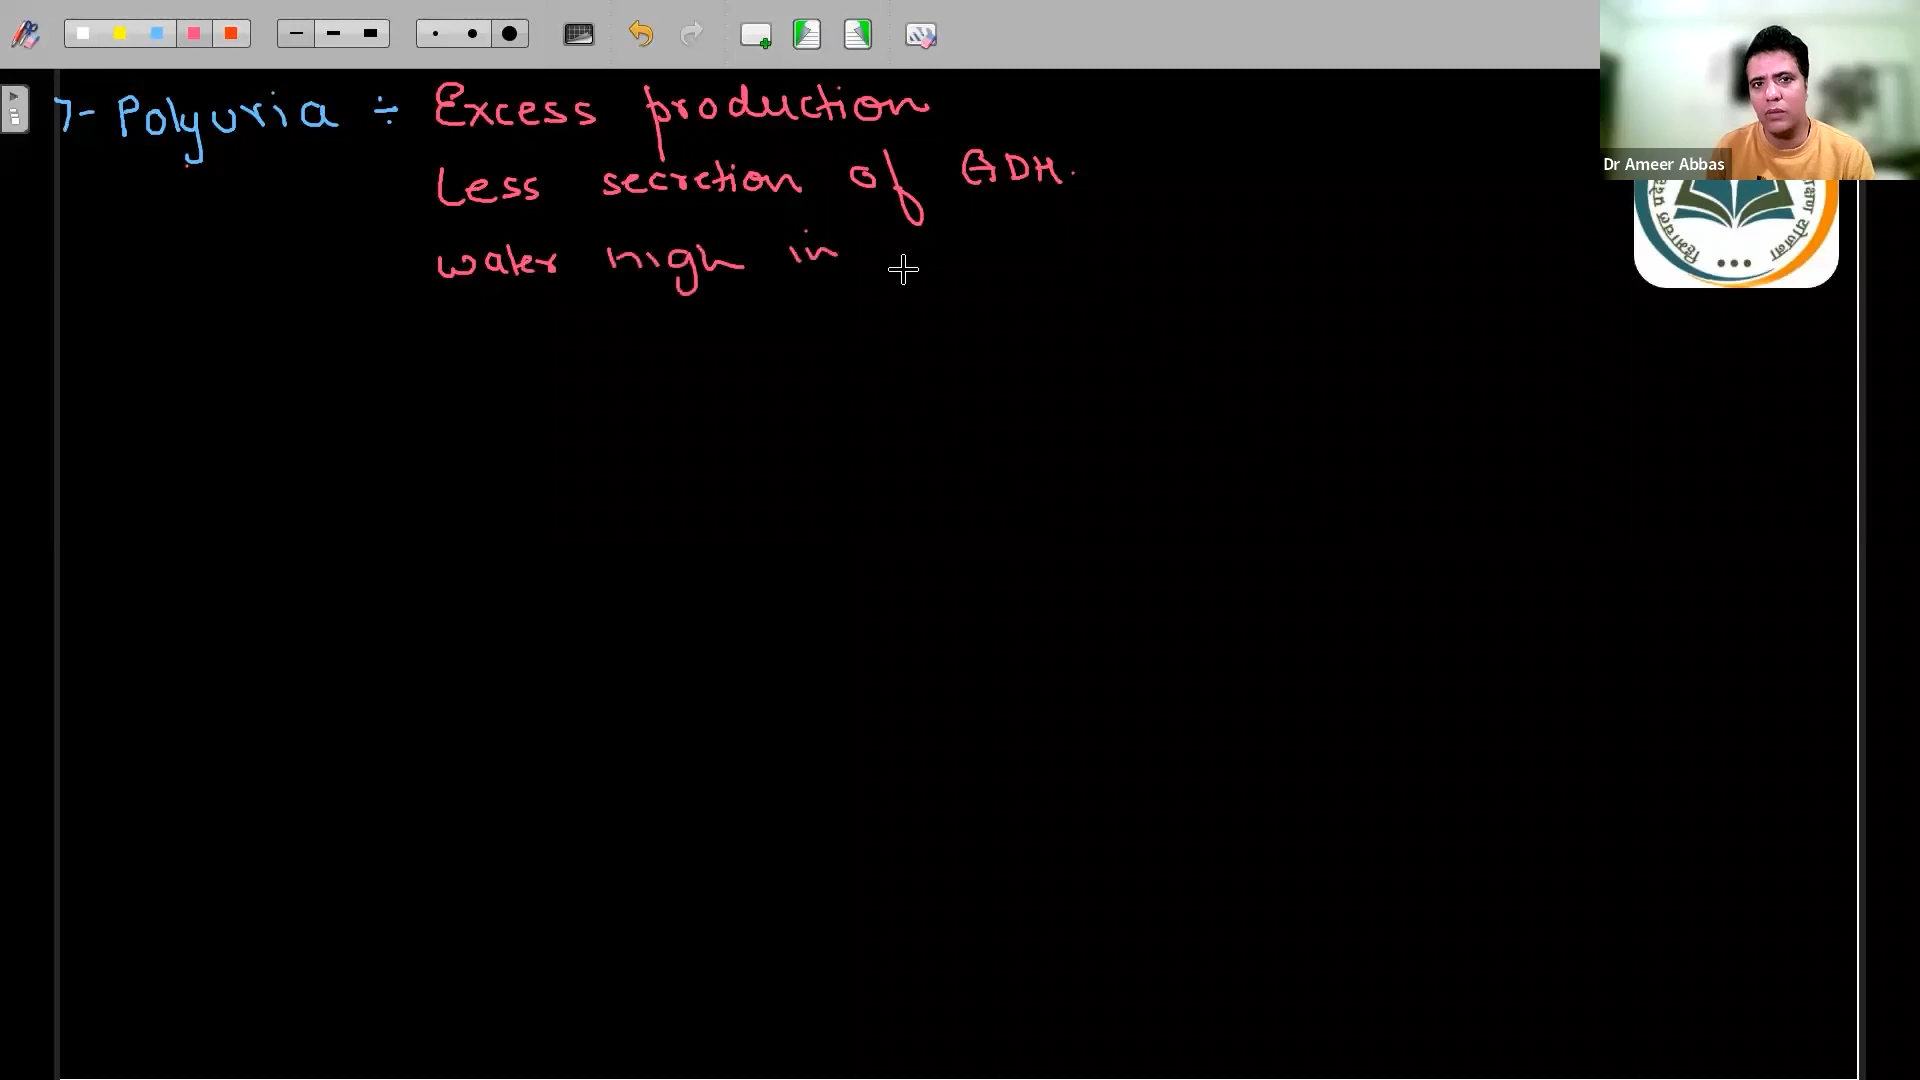 7- Polyuria ÷ Excess production
Less secretion of ADH.
water high in
Dr Ameer Abbas